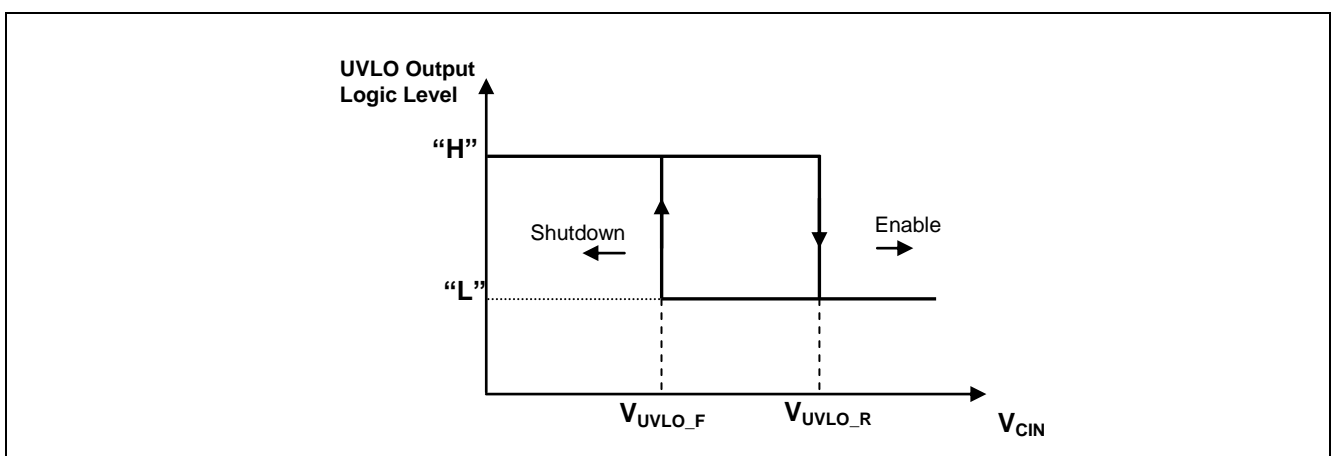 UVLO Output
Logic Level
“H”
Shutdown
Enable
“L”
VUVLO_F
VUVLO_R
VCIN